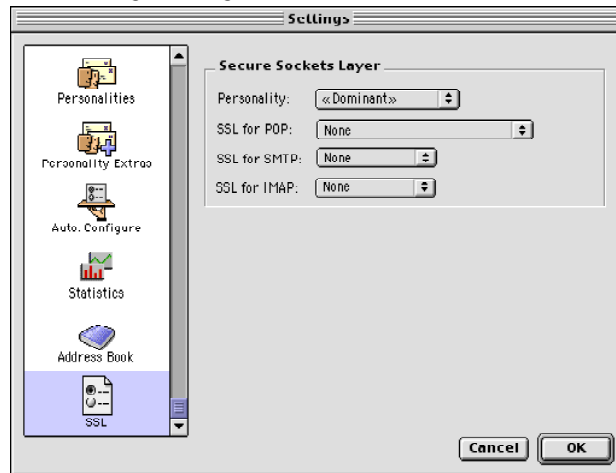 Settings
Personalities
Personality Extras
Auto. Configure
Statistics
Address Book
SSL
Secure Sockets Layer
Personality: «Dominant»
SSL for POP: None
SSL for SMTP: None
SSL for IMAP: None
Cancel OK